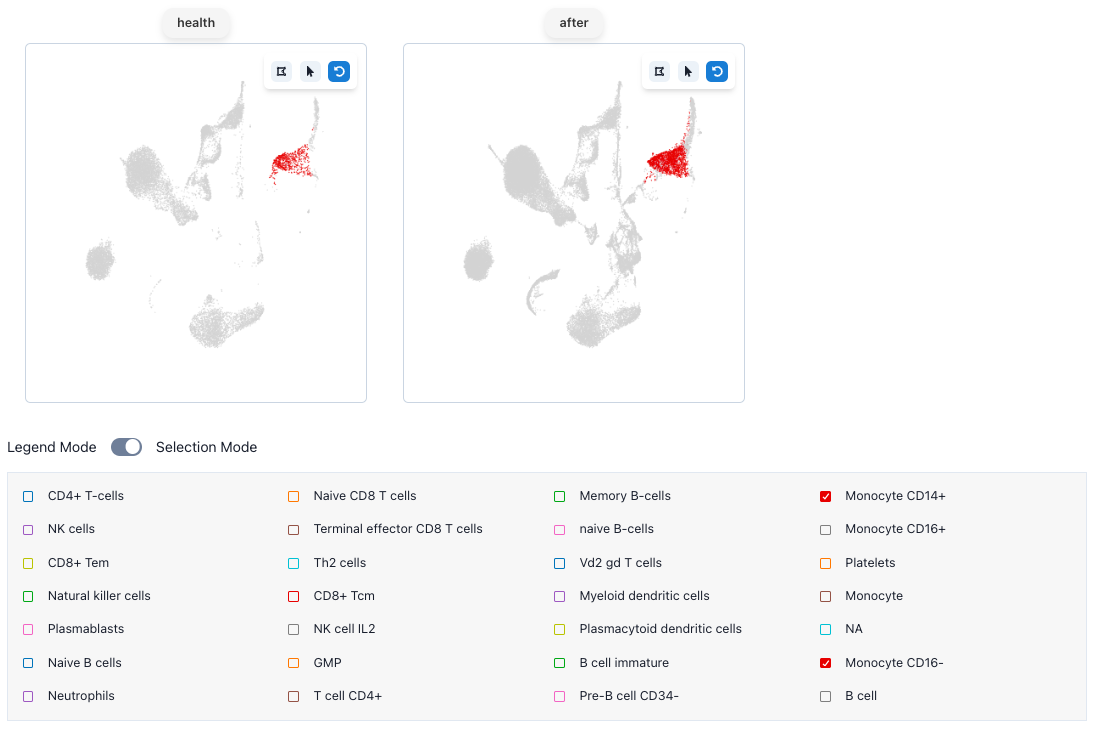 health after
Legend Mode Selection Mode
CD4+ T-cells Naive CD8 T cells Memory B-cells Monocyte CD14+
NK cells Terminal effector CD8 T cells naive B-cells Monocyte CD16+
CD8+ Tem Th2 cells Vd2 gd T cells Platelets
Natural killer cells CD8+ Tcm Myeloid dendritic cells Monocyte
Plasmablasts NK cell IL2 Plasmacytoid dendritic cells NA
Naive B cells GMP B cell immature Monocyte CD16-
Neutrophils T cell CD4+ Pre-B cell CD34- B cell